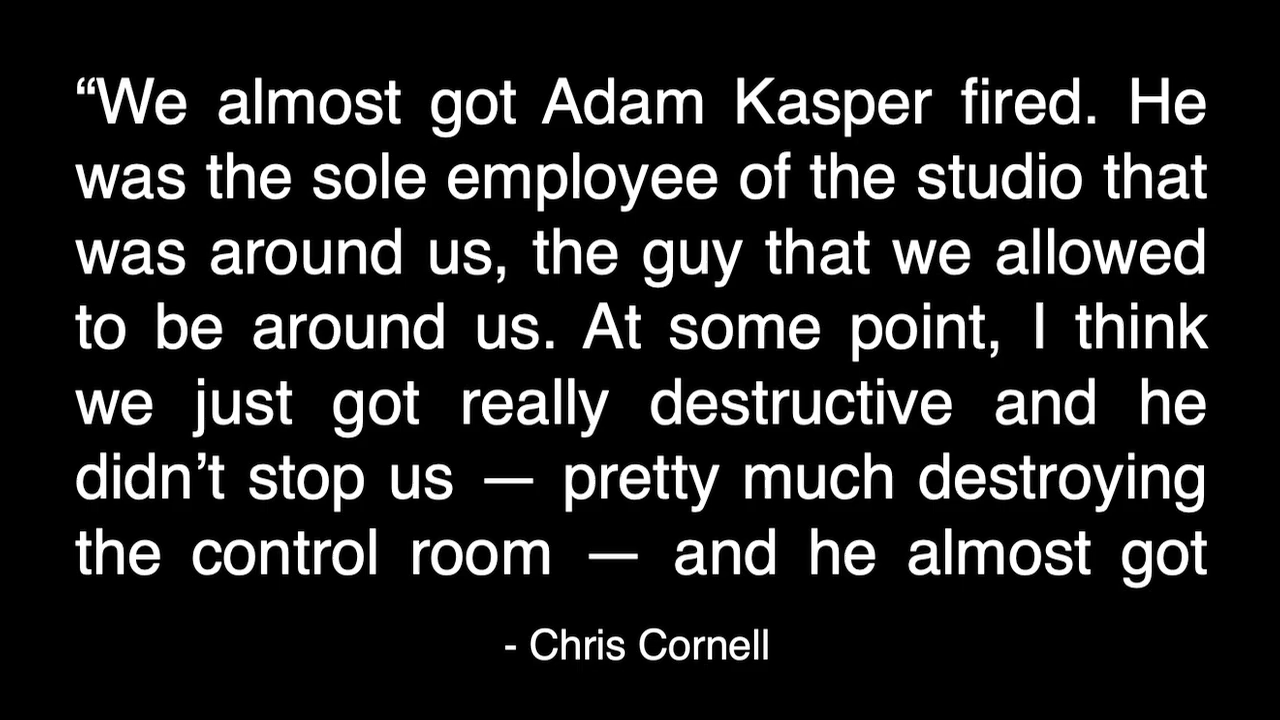 “We almost got Adam Kasper fired. He
was the sole employee of the studio that
was around us, the guy that we allowed
to be around us. At some point, I think
we just got really destructive and he
didn’t stop us — pretty much destroying
the control room — and he almost got
- Chris Cornell